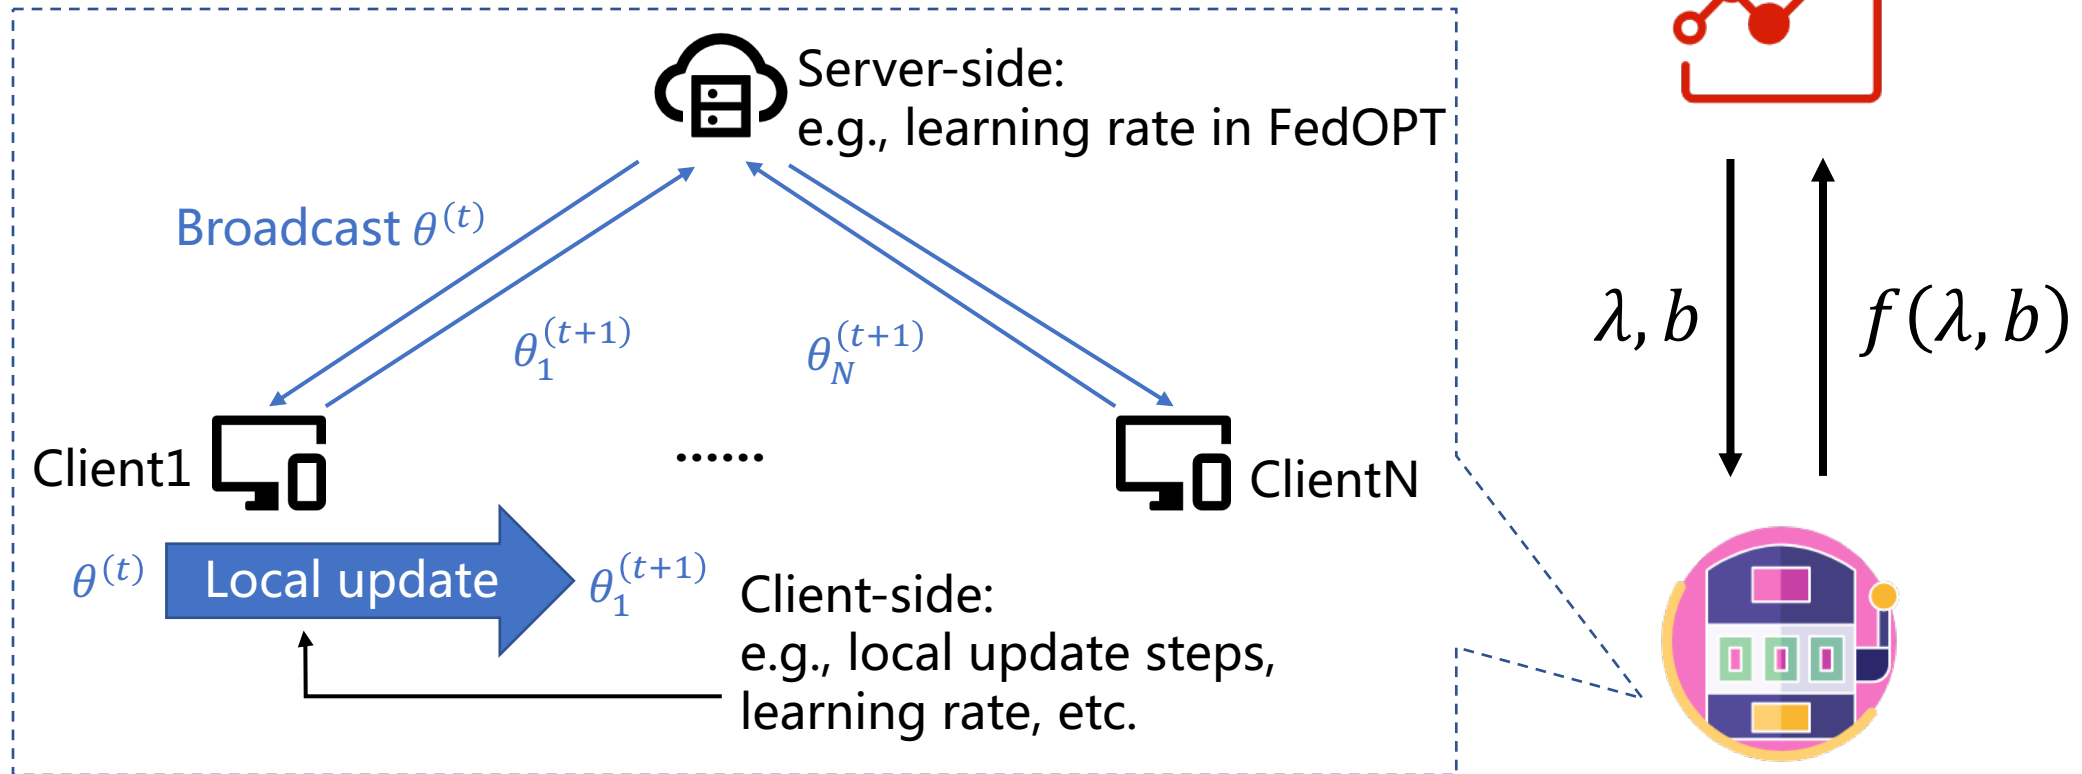 Server-side:
e.g., learning rate in FedOPT
Broadcast θ^(t)
θ_1^(t+1)
θ_N^(t+1)
λ, b
f(λ, b)
Client1
......
ClientN
θ^(t)
Local update
θ_1^(t+1)
Client-side:
e.g., local update steps,
learning rate, etc.